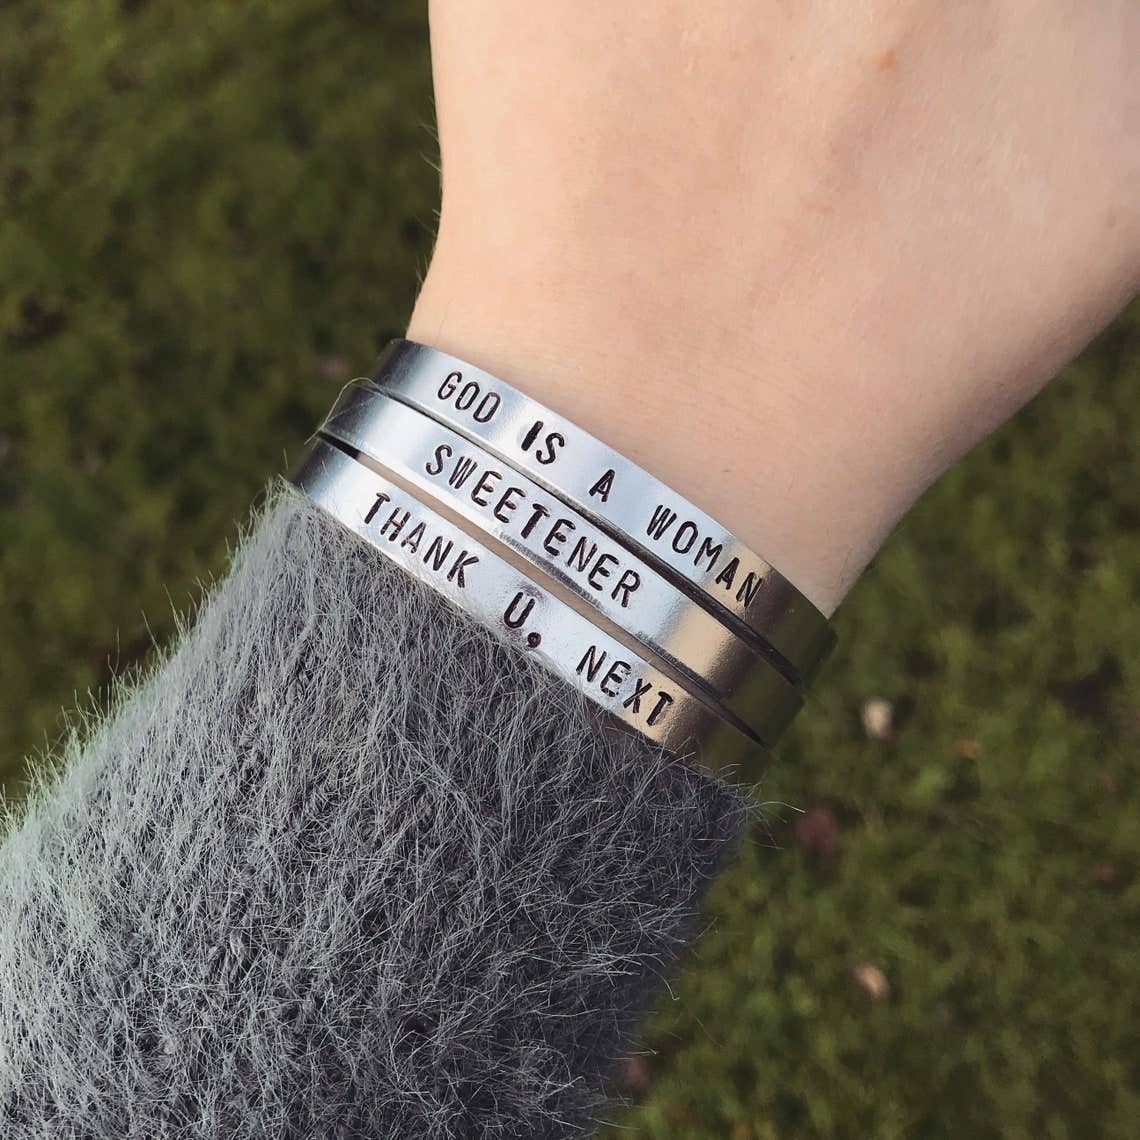 GOD IS A WOMAN
SWEETENER
THANK U, NEXT